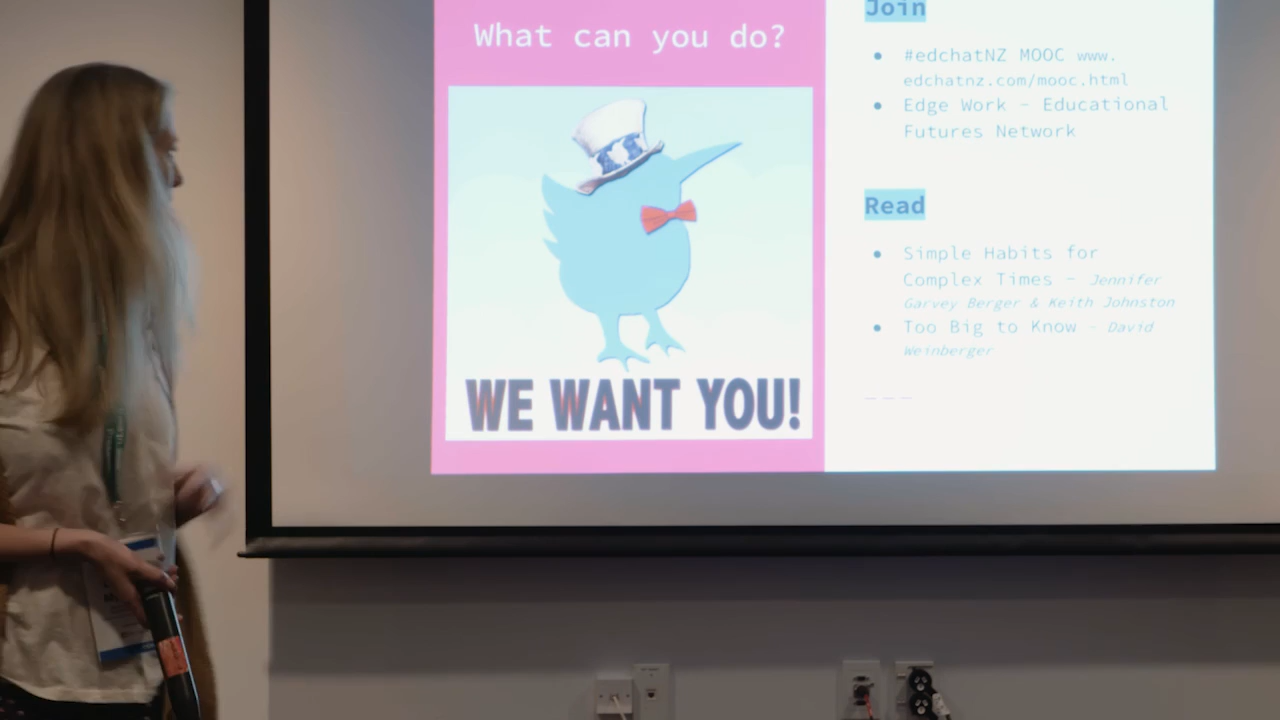 What can you do?
WE WANT YOU!
Join
#edchatNZ MOOC www.
edchatnz.com/mooc.html
Edge Work - Educational
Futures Network
Read
Simple Habits for
Complex Times - Jennifer
Garvey Berger & Keith Johnston
Too Big to Know - David
Weinberger